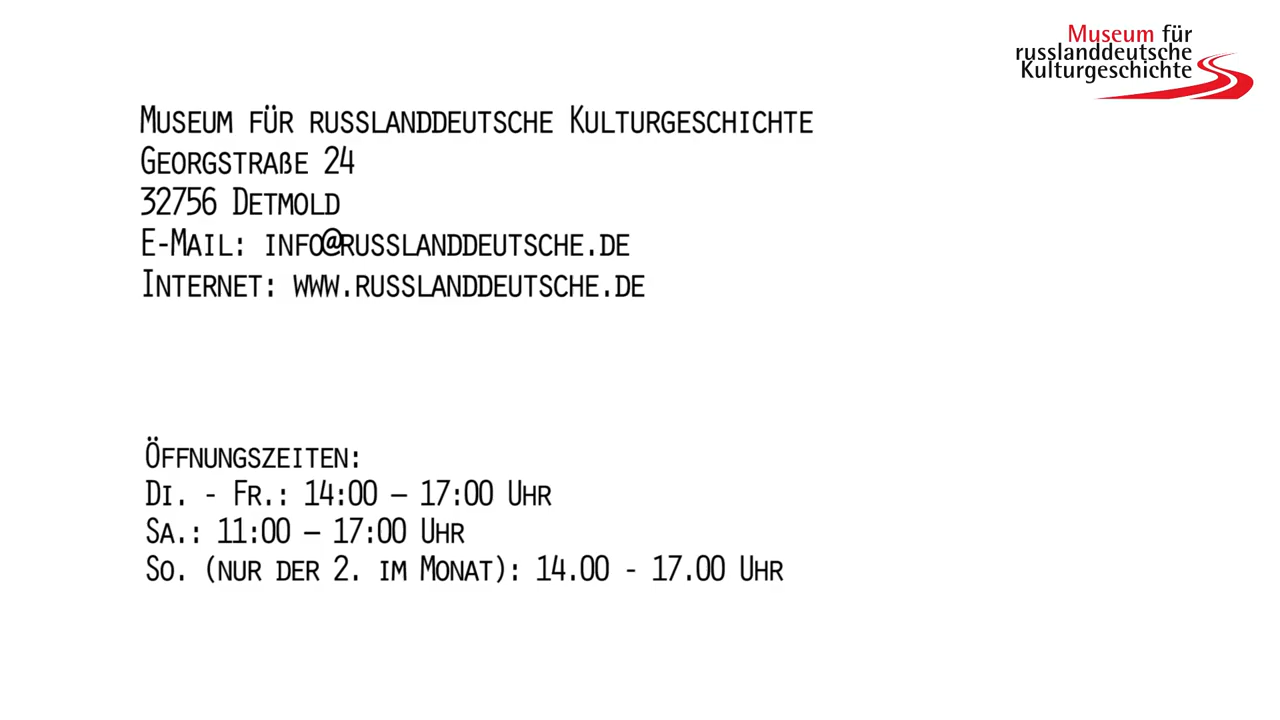 Museum für
russlanddeutsche
Kulturgeschichte
Museum für russlanddeutsche Kulturgeschichte
Georgstraße 24
32756 Detmold
E-Mail: info@russlanddeutsche.de
Internet: www.russlanddeutsche.de
Öffnungszeiten:
Di. - Fr.: 14:00 – 17:00 Uhr
Sa.: 11:00 – 17:00 Uhr
So. (nur der 2. im Monat): 14.00 - 17.00 Uhr